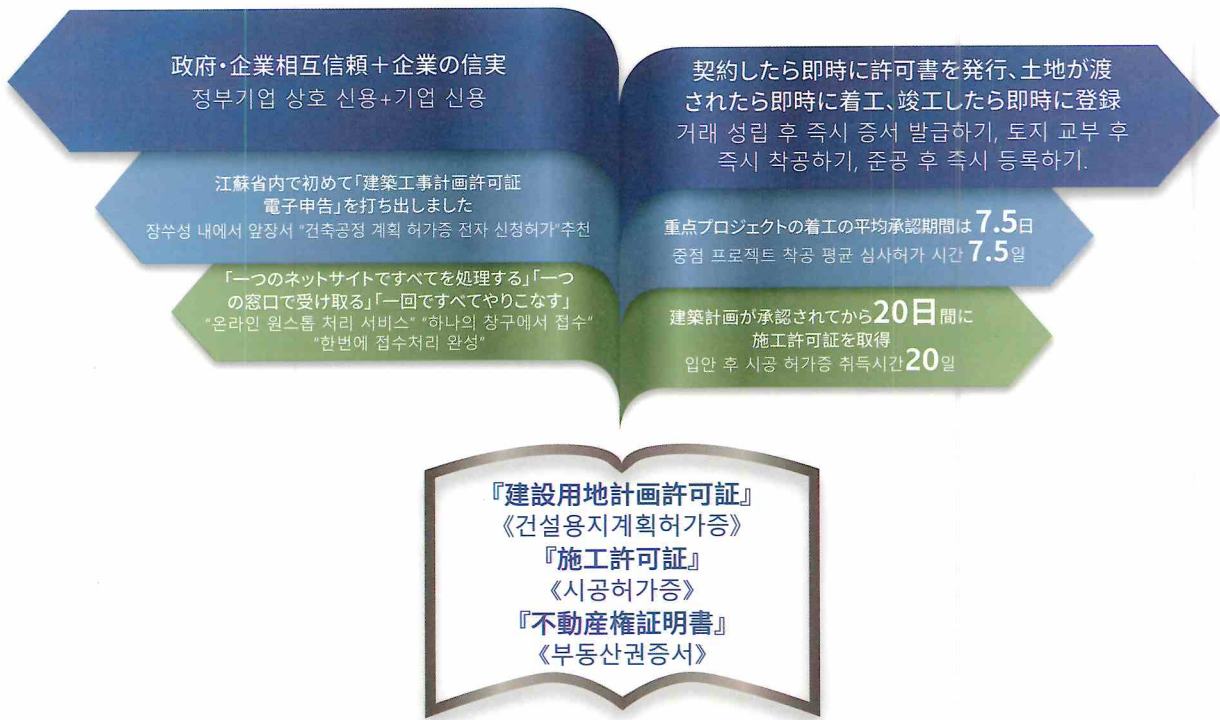 政府・企業相互信頼＋企業の信実
정부기업 상호 신용+기업 신용
江蘇省内で初めて「建築工事計画許可証
電子申告」を打ち出しました
장수성 내에서 앞장서 "건축공정 계획 허가증 전자 신청허가"추천
「一つのネットサイトですべてを処理する」「一つ
の窓口で受け取る」「一回ですべてやりこなす」
"온라인 원스톱 처리 서비스" "하나의 창구에서 접수"
"한번에 접수처리 완성"
契約したら即時に許可書を発行、土地が渡
されたら即時に着工、竣工したら即時に登録
거래 성립 후 즉시 증서 발급하기, 토지 교부 후
즉시 착공하기, 준공 후 즉시 등록하기.
重点プロジェクトの着工の平均承認期間は 7.5日
중점 프로젝트 착공 평균 심사허가 시간 7.5일
建築計画が承認されてから20日間に
施工許可証を取得
입안 후 시공 허가증 취득시간20일
『建設用地計画許可証』
《건설용지계획허가증》
『施工許可証』
《시공허가증》
『不動産権証明書』
《부동산권증서》